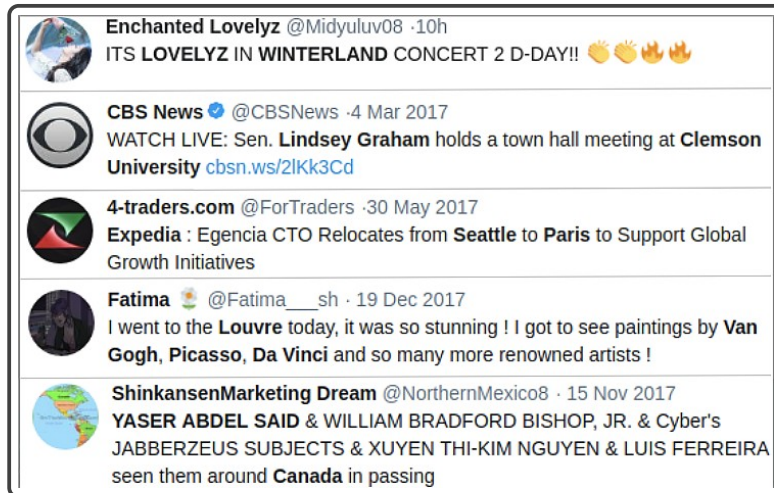 Enchanted Lovelyz @Midyuluv08 ·10h
ITS LOVELYZ IN WINTERLAND CONCERT 2 D-DAY!! 👏👏🔥🔥
CBS News @CBSNews ·4 Mar 2017
WATCH LIVE: Sen. Lindsey Graham holds a town hall meeting at Clemson
University cbsn.ws/2lKk3Cd
4-traders.com @ForTraders ·30 May 2017
Expedia : Egencia CTO Relocates from Seattle to Paris to Support Global
Growth Initiatives
Fatima 🌼 @Fatima___sh · 19 Dec 2017
I went to the Louvre today, it was so stunning ! I got to see paintings by Van
Gogh, Picasso, Da Vinci and so many more renowned artists !
ShinkansenMarketing Dream @NorthernMexico8 · 15 Nov 2017
YASER ABDEL SAID & WILLIAM BRADFORD BISHOP, JR. & Cyber's
JABBERZEUS SUBJECTS & XUYEN THI-KIM NGUYEN & LUIS FERREIRA
seen them around Canada in passing